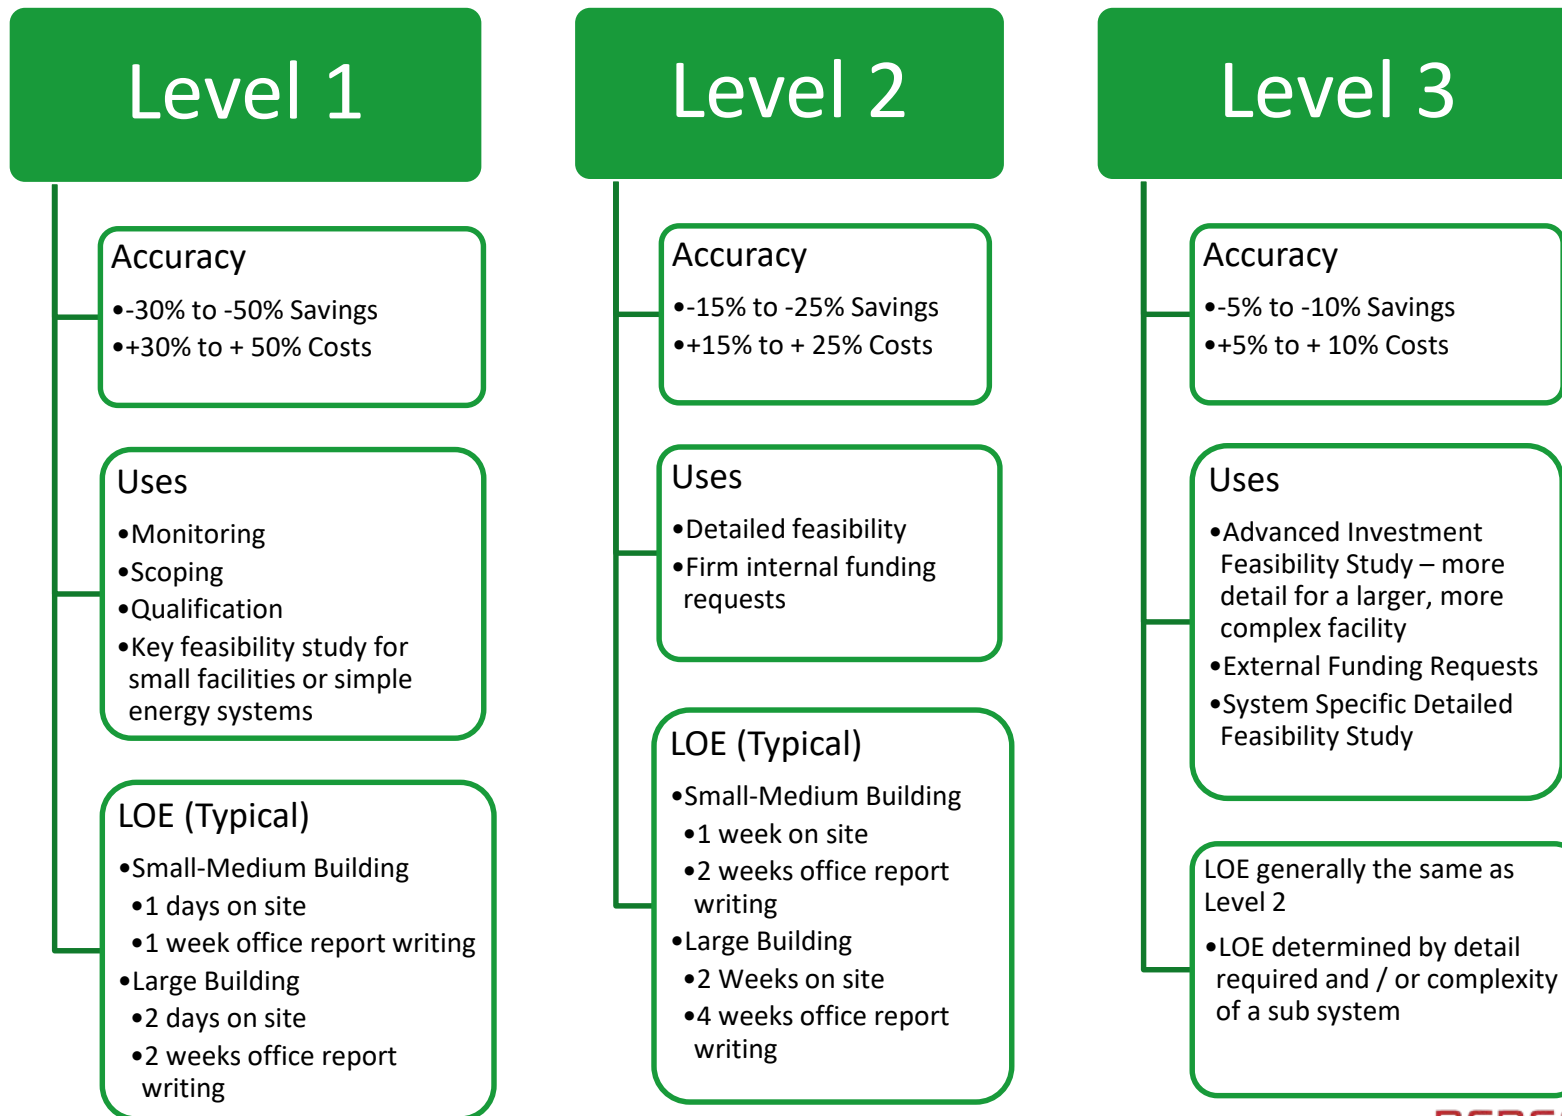 Level 1
Accuracy
•-30% to -50% Savings
•+30% to + 50% Costs
Uses
•Monitoring
•Scoping
•Qualification
•Key feasibility study for
small facilities or simple
energy systems
LOE (Typical)
•Small-Medium Building
•1 days on site
•1 week office report writing
•Large Building
•2 days on site
•2 weeks office report
writing
Level 2
Accuracy
•-15% to -25% Savings
•+15% to + 25% Costs
Uses
•Detailed feasibility
•Firm internal funding
requests
LOE (Typical)
•Small-Medium Building
•1 week on site
•2 weeks office report
writing
•Large Building
•2 Weeks on site
•4 weeks office report
writing
Level 3
Accuracy
•-5% to -10% Savings
•+5% to + 10% Costs
Uses
•Advanced Investment
Feasibility Study – more
detail for a larger, more
complex facility
•External Funding Requests
•System Specific Detailed
Feasibility Study
LOE generally the same as
Level 2
•LOE determined by detail
required and / or complexity
of a sub system